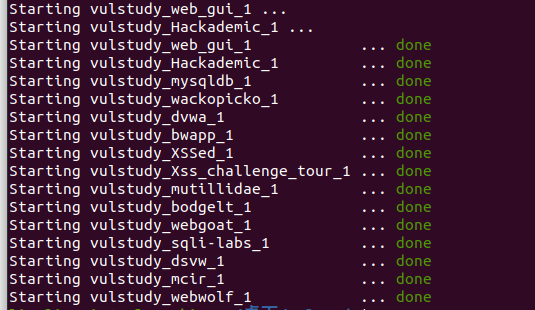 Starting vulstudy_web_gui_1 ...
Starting vulstudy_Hackademic_1 ...
Starting vulstudy_web_gui_1 ... done
Starting vulstudy_Hackademic_1 ... done
Starting vulstudy_mysqldb_1 ... done
Starting vulstudy_wackopicko_1 ... done
Starting vulstudy_dvwa_1 ... done
Starting vulstudy_bwapp_1 ... done
Starting vulstudy_XSSed_1 ... done
Starting vulstudy_Xss_challenge_tour_1 ... done
Starting vulstudy_mutillidae_1 ... done
Starting vulstudy_bodgelt_1 ... done
Starting vulstudy_webgoat_1 ... done
Starting vulstudy_sqli-labs_1 ... done
Starting vulstudy_dsvw_1 ... done
Starting vulstudy_mcir_1 ... done
Starting vulstudy_webwolf_1 ... done